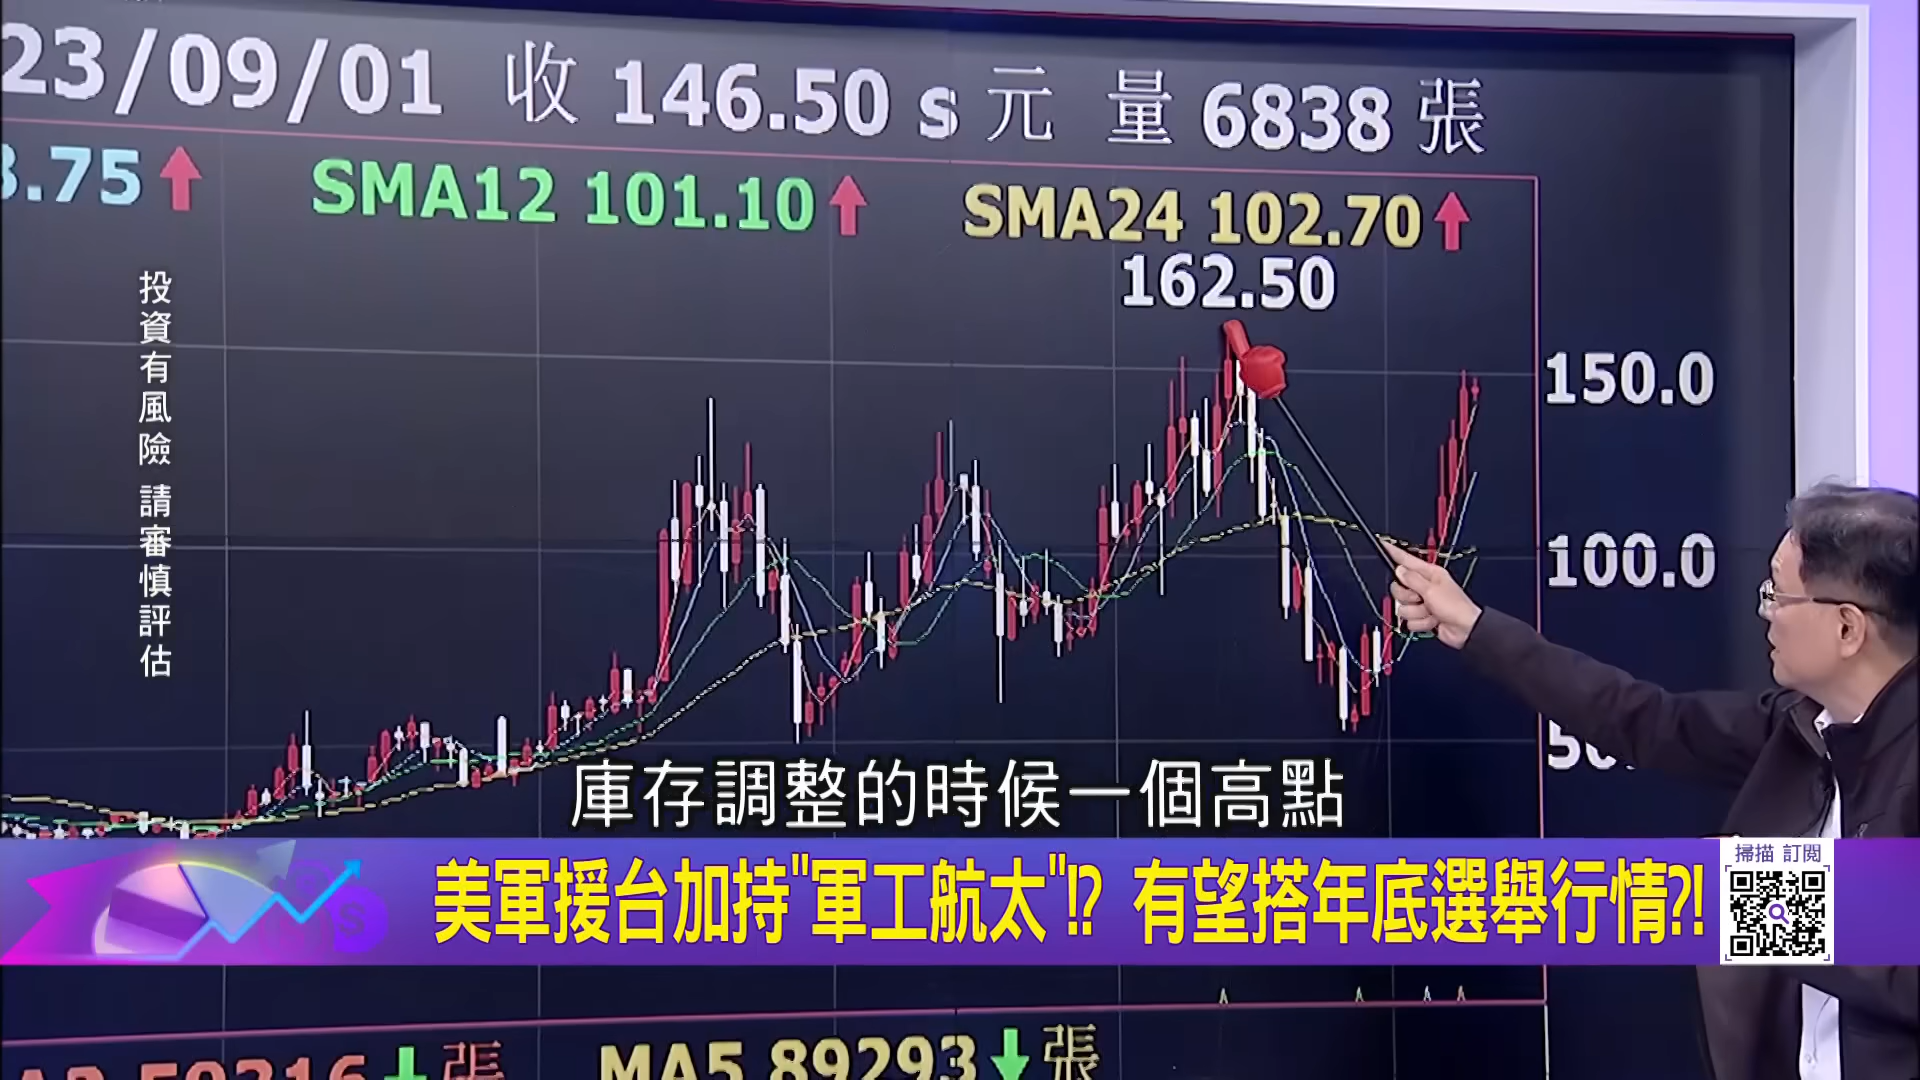 23/09/01 收 146.50 s 元 量 6838 張
3.75 SMA12 101.10 SMA24 102.70
162.50
150.0
100.0
投資有風險 請審慎評估
庫存調整的時候一個高點
掃描 訂閱
美軍援台加持"軍工航太"!? 有望搭年底選舉行情?!
張 MA5 89293 張